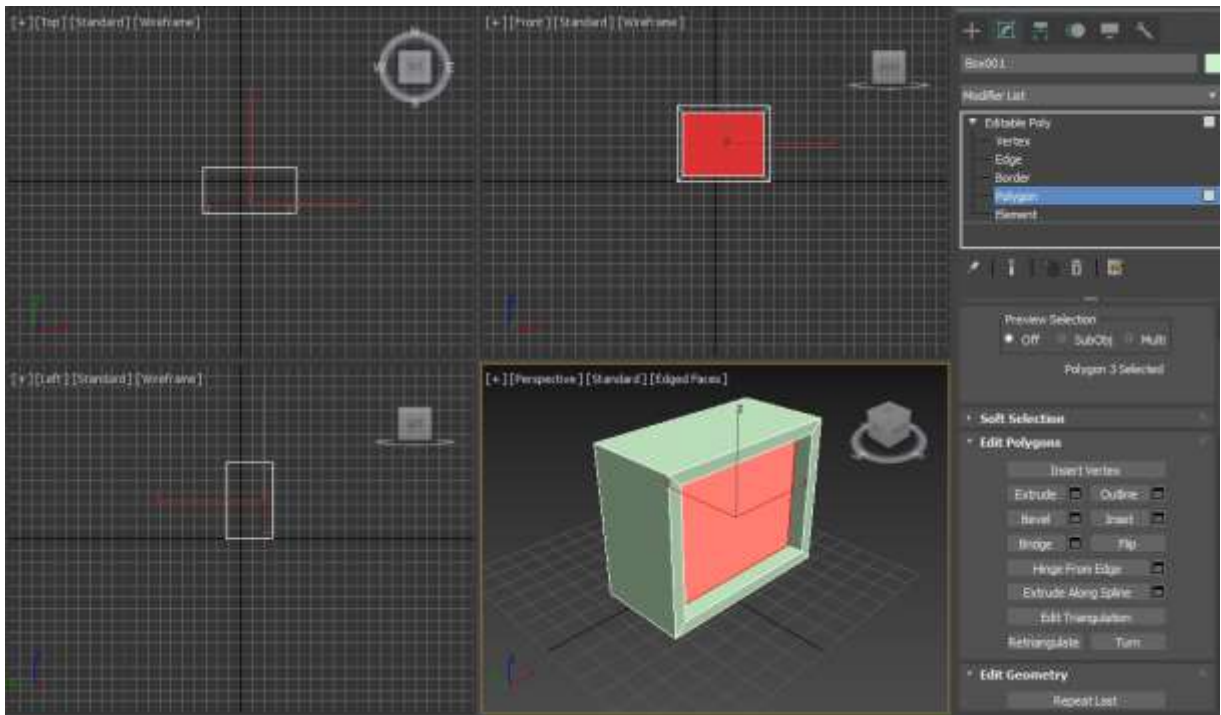 [+][Top][Standard][Wireframe]
[+][Front][Standard][Wireframe]
N
W
E
S
Box001
Modifier List
Editable Poly
Vertex
Edge
Border
Polygon
Element
Preview Selection
Off SubObj Multi
Polygon 3 Selected
[+][Left][Standard][Wireframe]
[+][Perspective][Standard][Edged Faces]
Soft Selection
Edit Polygons
Insert Vertex
Extrude Outline
Bevel Inset
Bridge Flip
Hinge From Edge
Extrude Along Spline
Edit Triangulation
Retriangulate Turn
Edit Geometry
Repeat Last